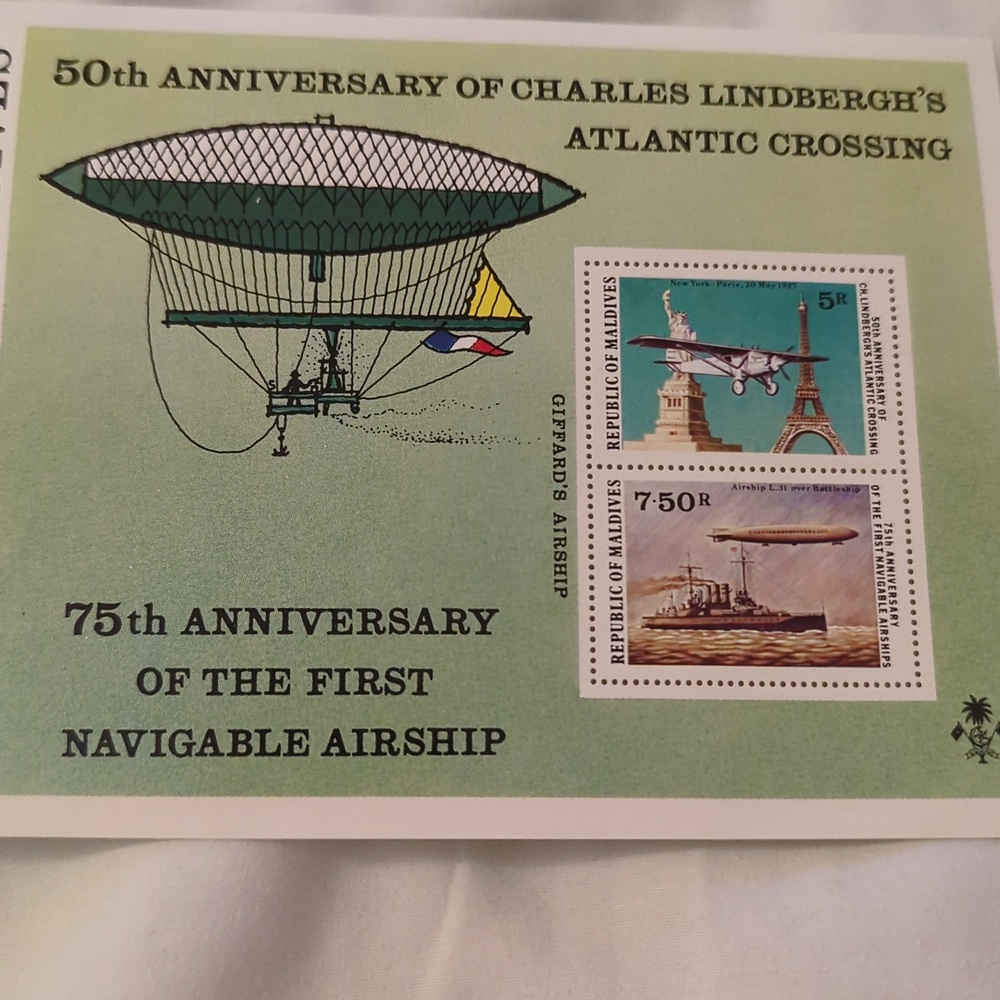 50th ANNIVERSARY OF CHARLES LINDBERGH'S
ATLANTIC CROSSING
GIFFARD'S AIRSHIP
REPUBLIC OF MALDIVES
New York - Paris, 20 May 1927
5R
50th ANNIVERSARY OF
CH. LINDBERGH'S ATLANTIC CROSSING
REPUBLIC OF MALDIVES
7·50R
Airship L.31 over Battleship
75th ANNIVERSARY
OF THE FIRST NAVIGABLE AIRSHIPS
75th ANNIVERSARY
OF THE FIRST
NAVIGABLE AIRSHIP